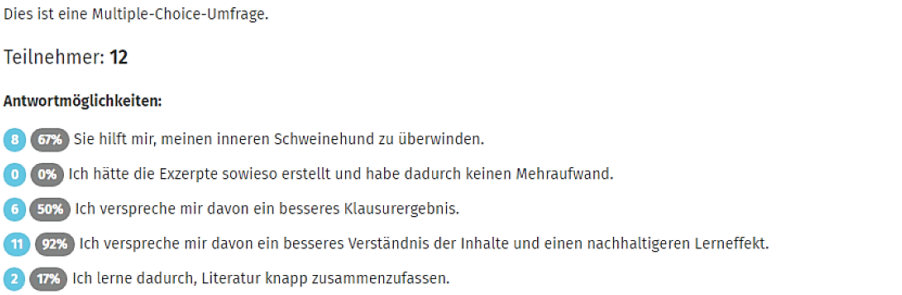 Dies ist eine Multiple-Choice-Umfrage.
Teilnehmer: 12
Antwortmöglichkeiten:
8 67% Sie hilft mir, meinen inneren Schweinehund zu überwinden.
0 0% Ich hätte die Exzerpte sowieso erstellt und habe dadurch keinen Mehraufwand.
6 50% Ich verspreche mir davon ein besseres Klausurergebnis.
11 92% Ich verspreche mir davon ein besseres Verständnis der Inhalte und einen nachhaltigeren Lerneffekt.
2 17% Ich lerne dadurch, Literatur knapp zusammenzufassen.